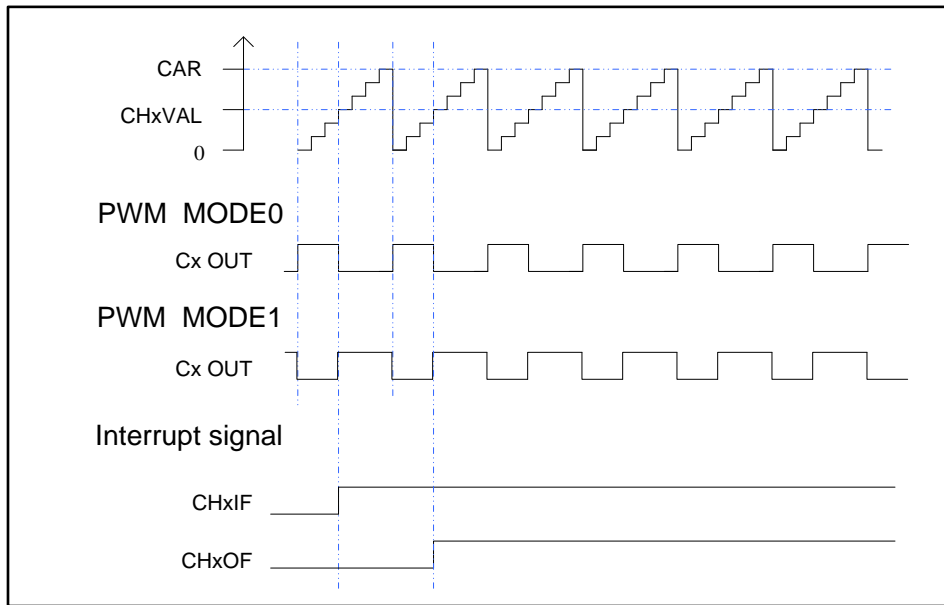 CAR
CHxVAL
0
PWM MODE0
Cx OUT
PWM MODE1
Cx OUT
Interrupt signal
CHxIF
CHxOF